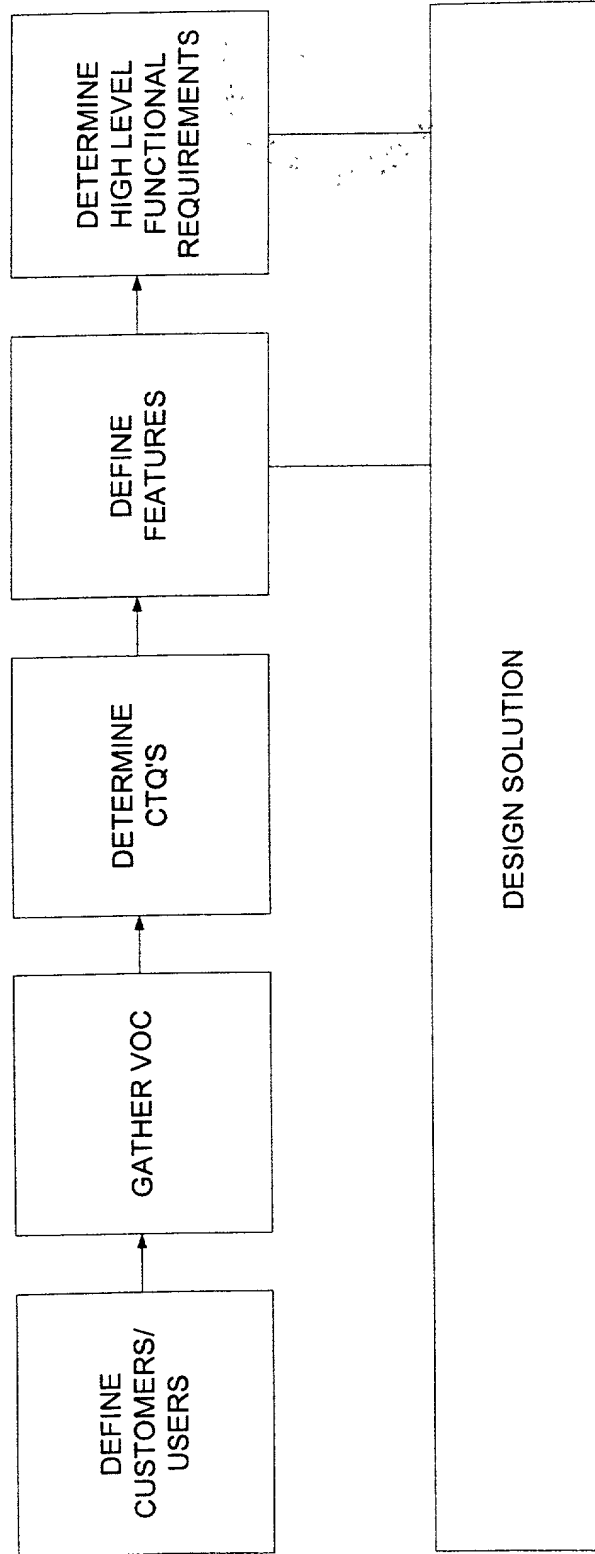 DEFINE
CUSTOMERS/
USERS
GATHER VOC
DETERMINE
CTQ'S
DEFINE
FEATURES
DETERMINE
HIGH LEVEL
FUNCTIONAL
REQUIREMENTS
DESIGN SOLUTION